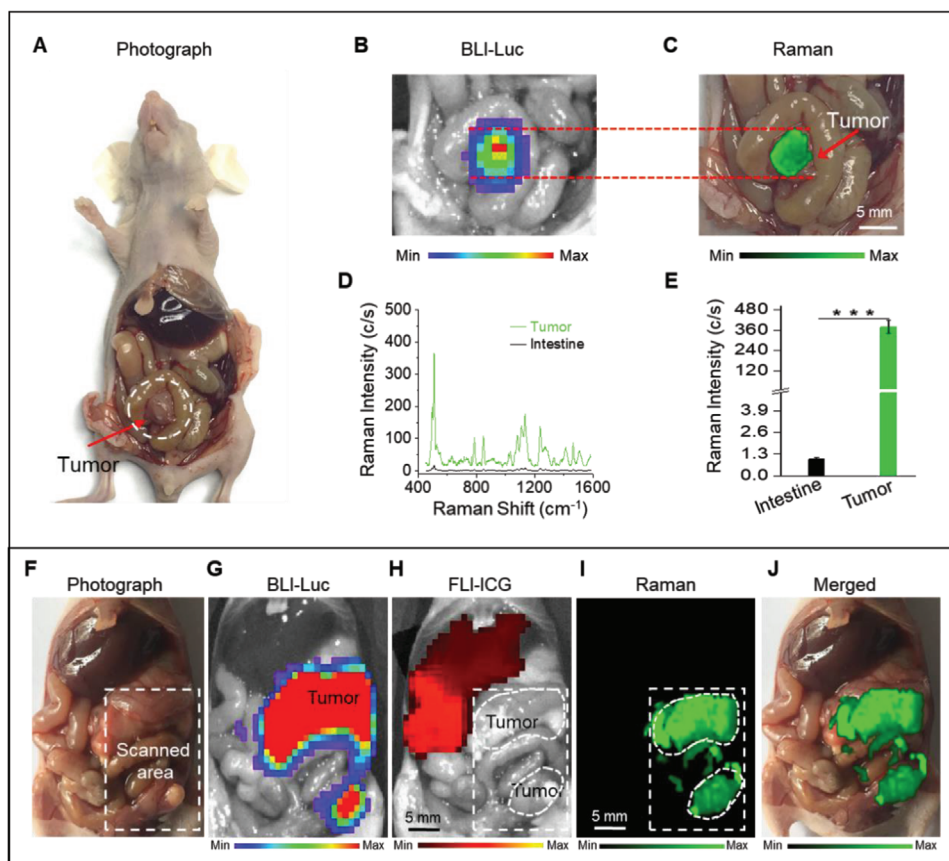 A
Photograph
Tumor
B
BLI-Luc
Min Max
C
Raman
Tumor
5 mm
Min Max
D
500
400
300
200
100
0
Raman Intensity (c/s)
Tumor
Intestine
400 800 1200 1600
Raman Shift (cm⁻¹)
E
480
360
240
120
3.9
2.6
1.3
0.0
Raman Intensity (c/s)
***
Intestine
Tumor
F
Photograph
Scanned
area
G
BLI-Luc
Tumor
Min Max
H
FLI-ICG
Tumor
Tumor
5 mm
Min Max
I
Raman
5 mm
Min Max
J
Merged
Min Max